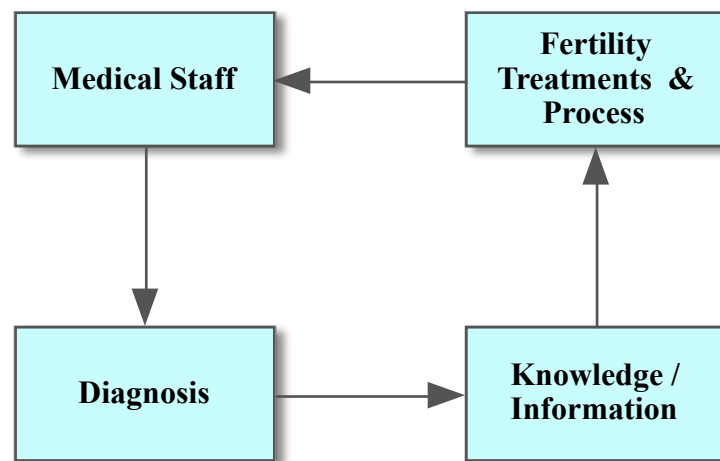 Medical Staff
Fertility
Treatments & Process
Diagnosis
Knowledge /
Information